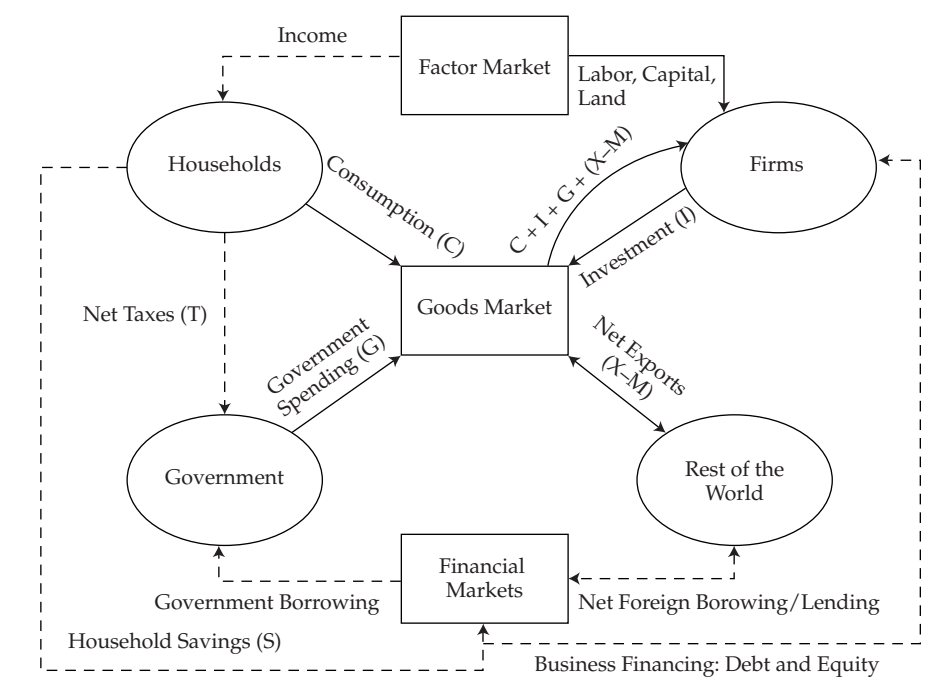 Income
Factor Market
Labor, Capital,
Land
Households
Consumption (C)
C + I + G + (X–M)
Firms
Investment (I)
Goods Market
Net Taxes (T)
Government
Spending (G)
Net Exports
(X–M)
Government
Rest of the
World
Financial
Markets
Government Borrowing
Net Foreign Borowing/Lending
Household Savings (S)
Business Financing: Debt and Equity